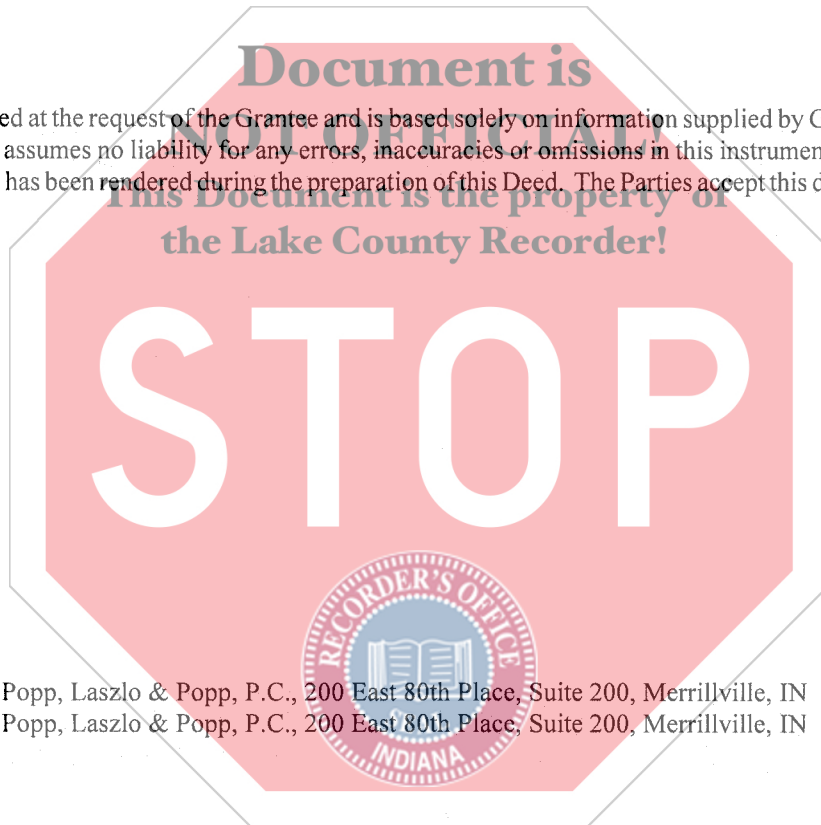 Document is
ed at the request of the Grantee and is based solely on information supplied by
NOT OFFICIAL!
assumes no liability for any errors, inaccuracies or omissions in this instrumen
has been rendered during the preparation of this Deed. The Parties accept this d
This Document is the property of
the Lake County Recorder!
STOP
RECORDER'S OFFICE
INDIANA
Popp, Laszlo & Popp, P.C., 200 East 80th Place, Suite 200, Merrillville, IN
Popp, Laszlo & Popp, P.C., 200 East 80th Place, Suite 200, Merrillville, IN